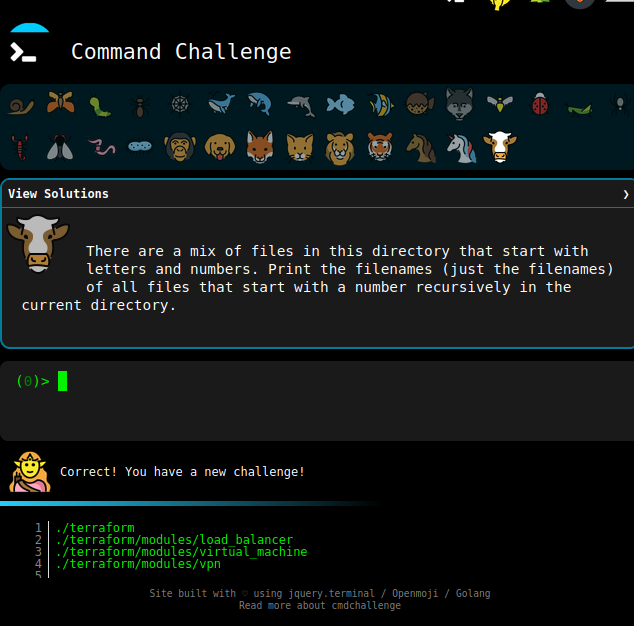 Command Challenge
View Solutions
There are a mix of files in this directory that start with
letters and numbers. Print the filenames (just the filenames)
of all files that start with a number recursively in the
current directory.
(0)>
Correct! You have a new challenge!
1 ./terraform
2 ./terraform/modules/load_balancer
3 ./terraform/modules/virtual_machine
4 ./terraform/modules/vpn
5
Site built with ♡ using jquery.terminal / Openmoji / Golang
Read more about cmdchallenge